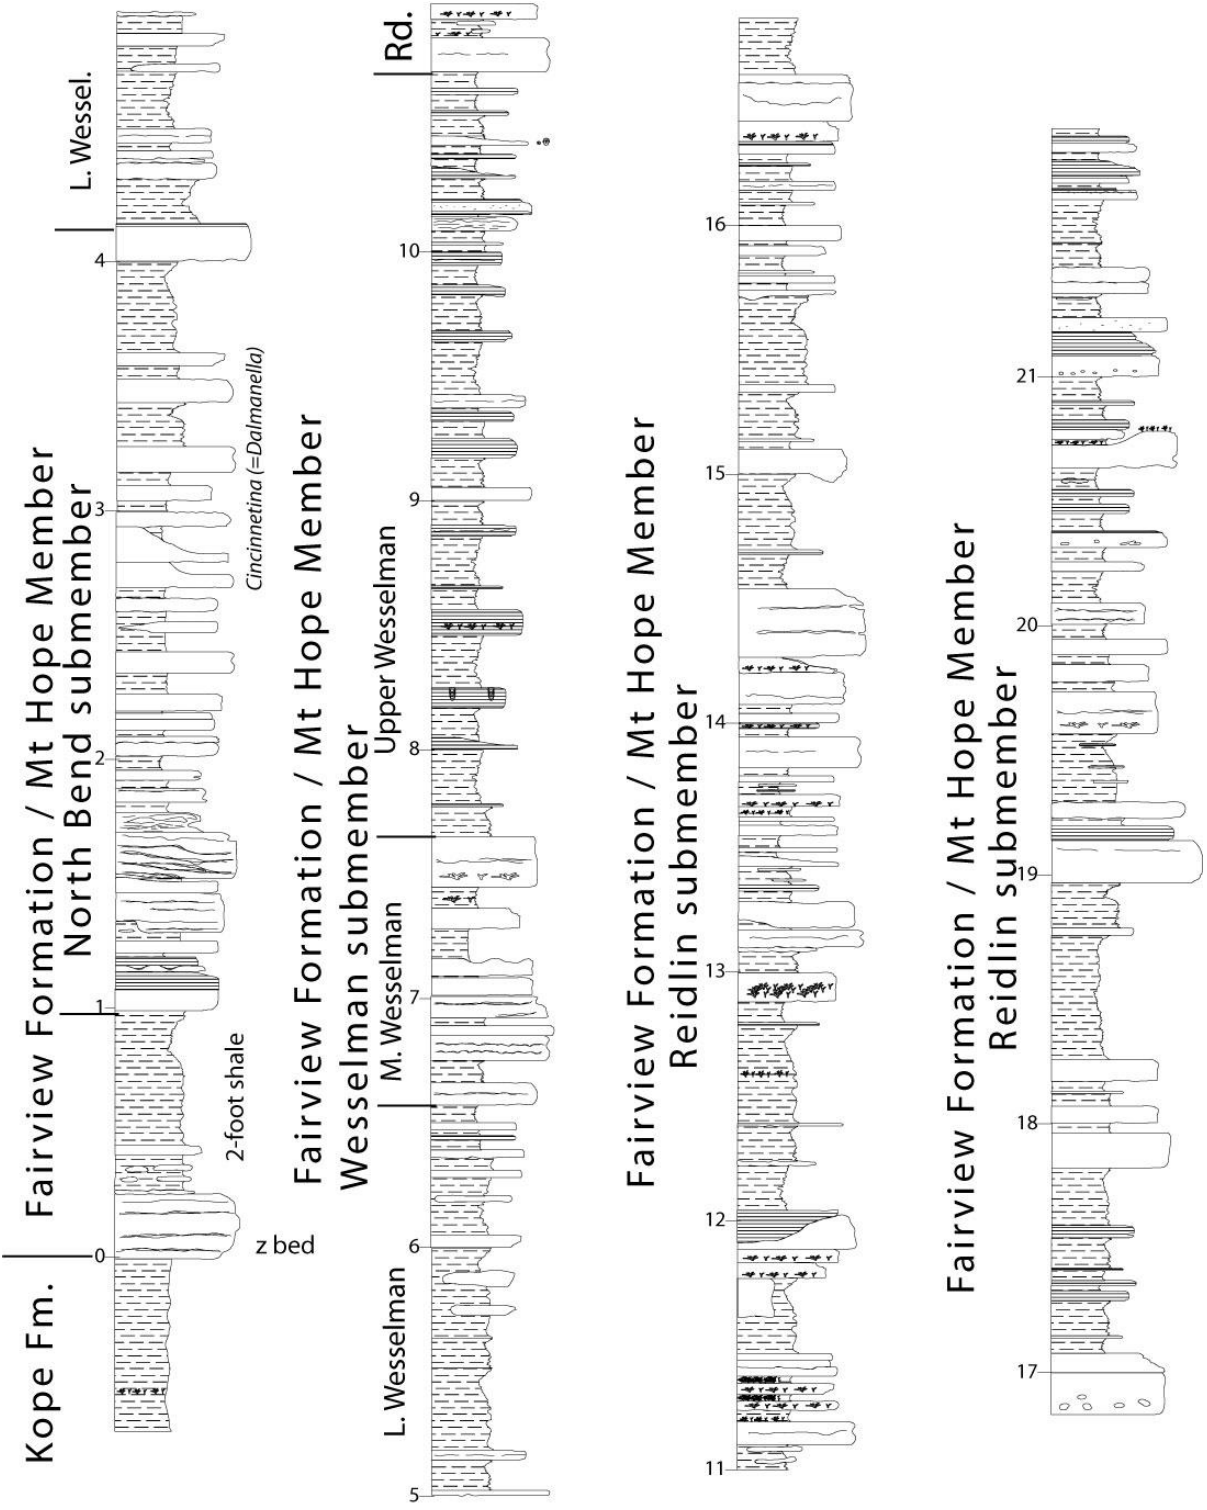 L. Wessel.
4
Fairview Formation / Mt Hope Member
North Bend submember
3
Cincinnetina (=Dalmanella)
2
1
2-foot shale
0
z bed
Kope Fm.
Rd.
10
Fairview Formation / Mt Hope Member
Wesselman submember
9
Upper Wesselman
8
M. Wesselman
7
6
L. Wesselman
5
16
Fairview Formation / Mt Hope Member
Reidlin submember
15
14
13
12
11
21
Fairview Formation / Mt Hope Member
Reidlin submember
20
19
18
17